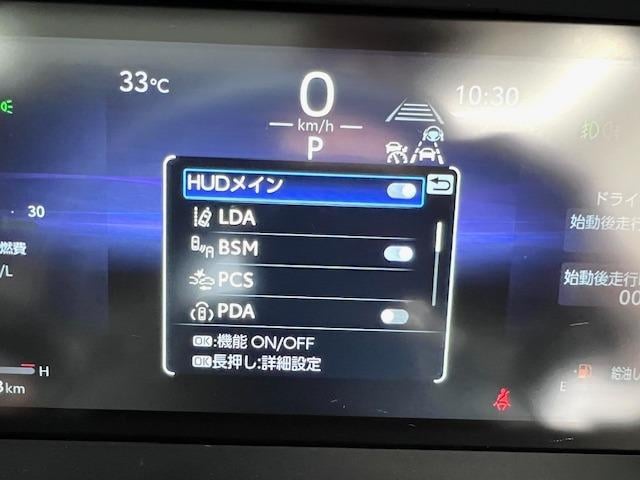 33℃
0
km/h
P
10:30
HUDメイン
LDA
BSM
PCS
PDA
OK:機能 ON/OFF
OK長押し:詳細設定
30
燃費
/L
H
km
ドライ
始動後走行
始動後走行
00
E
給油し